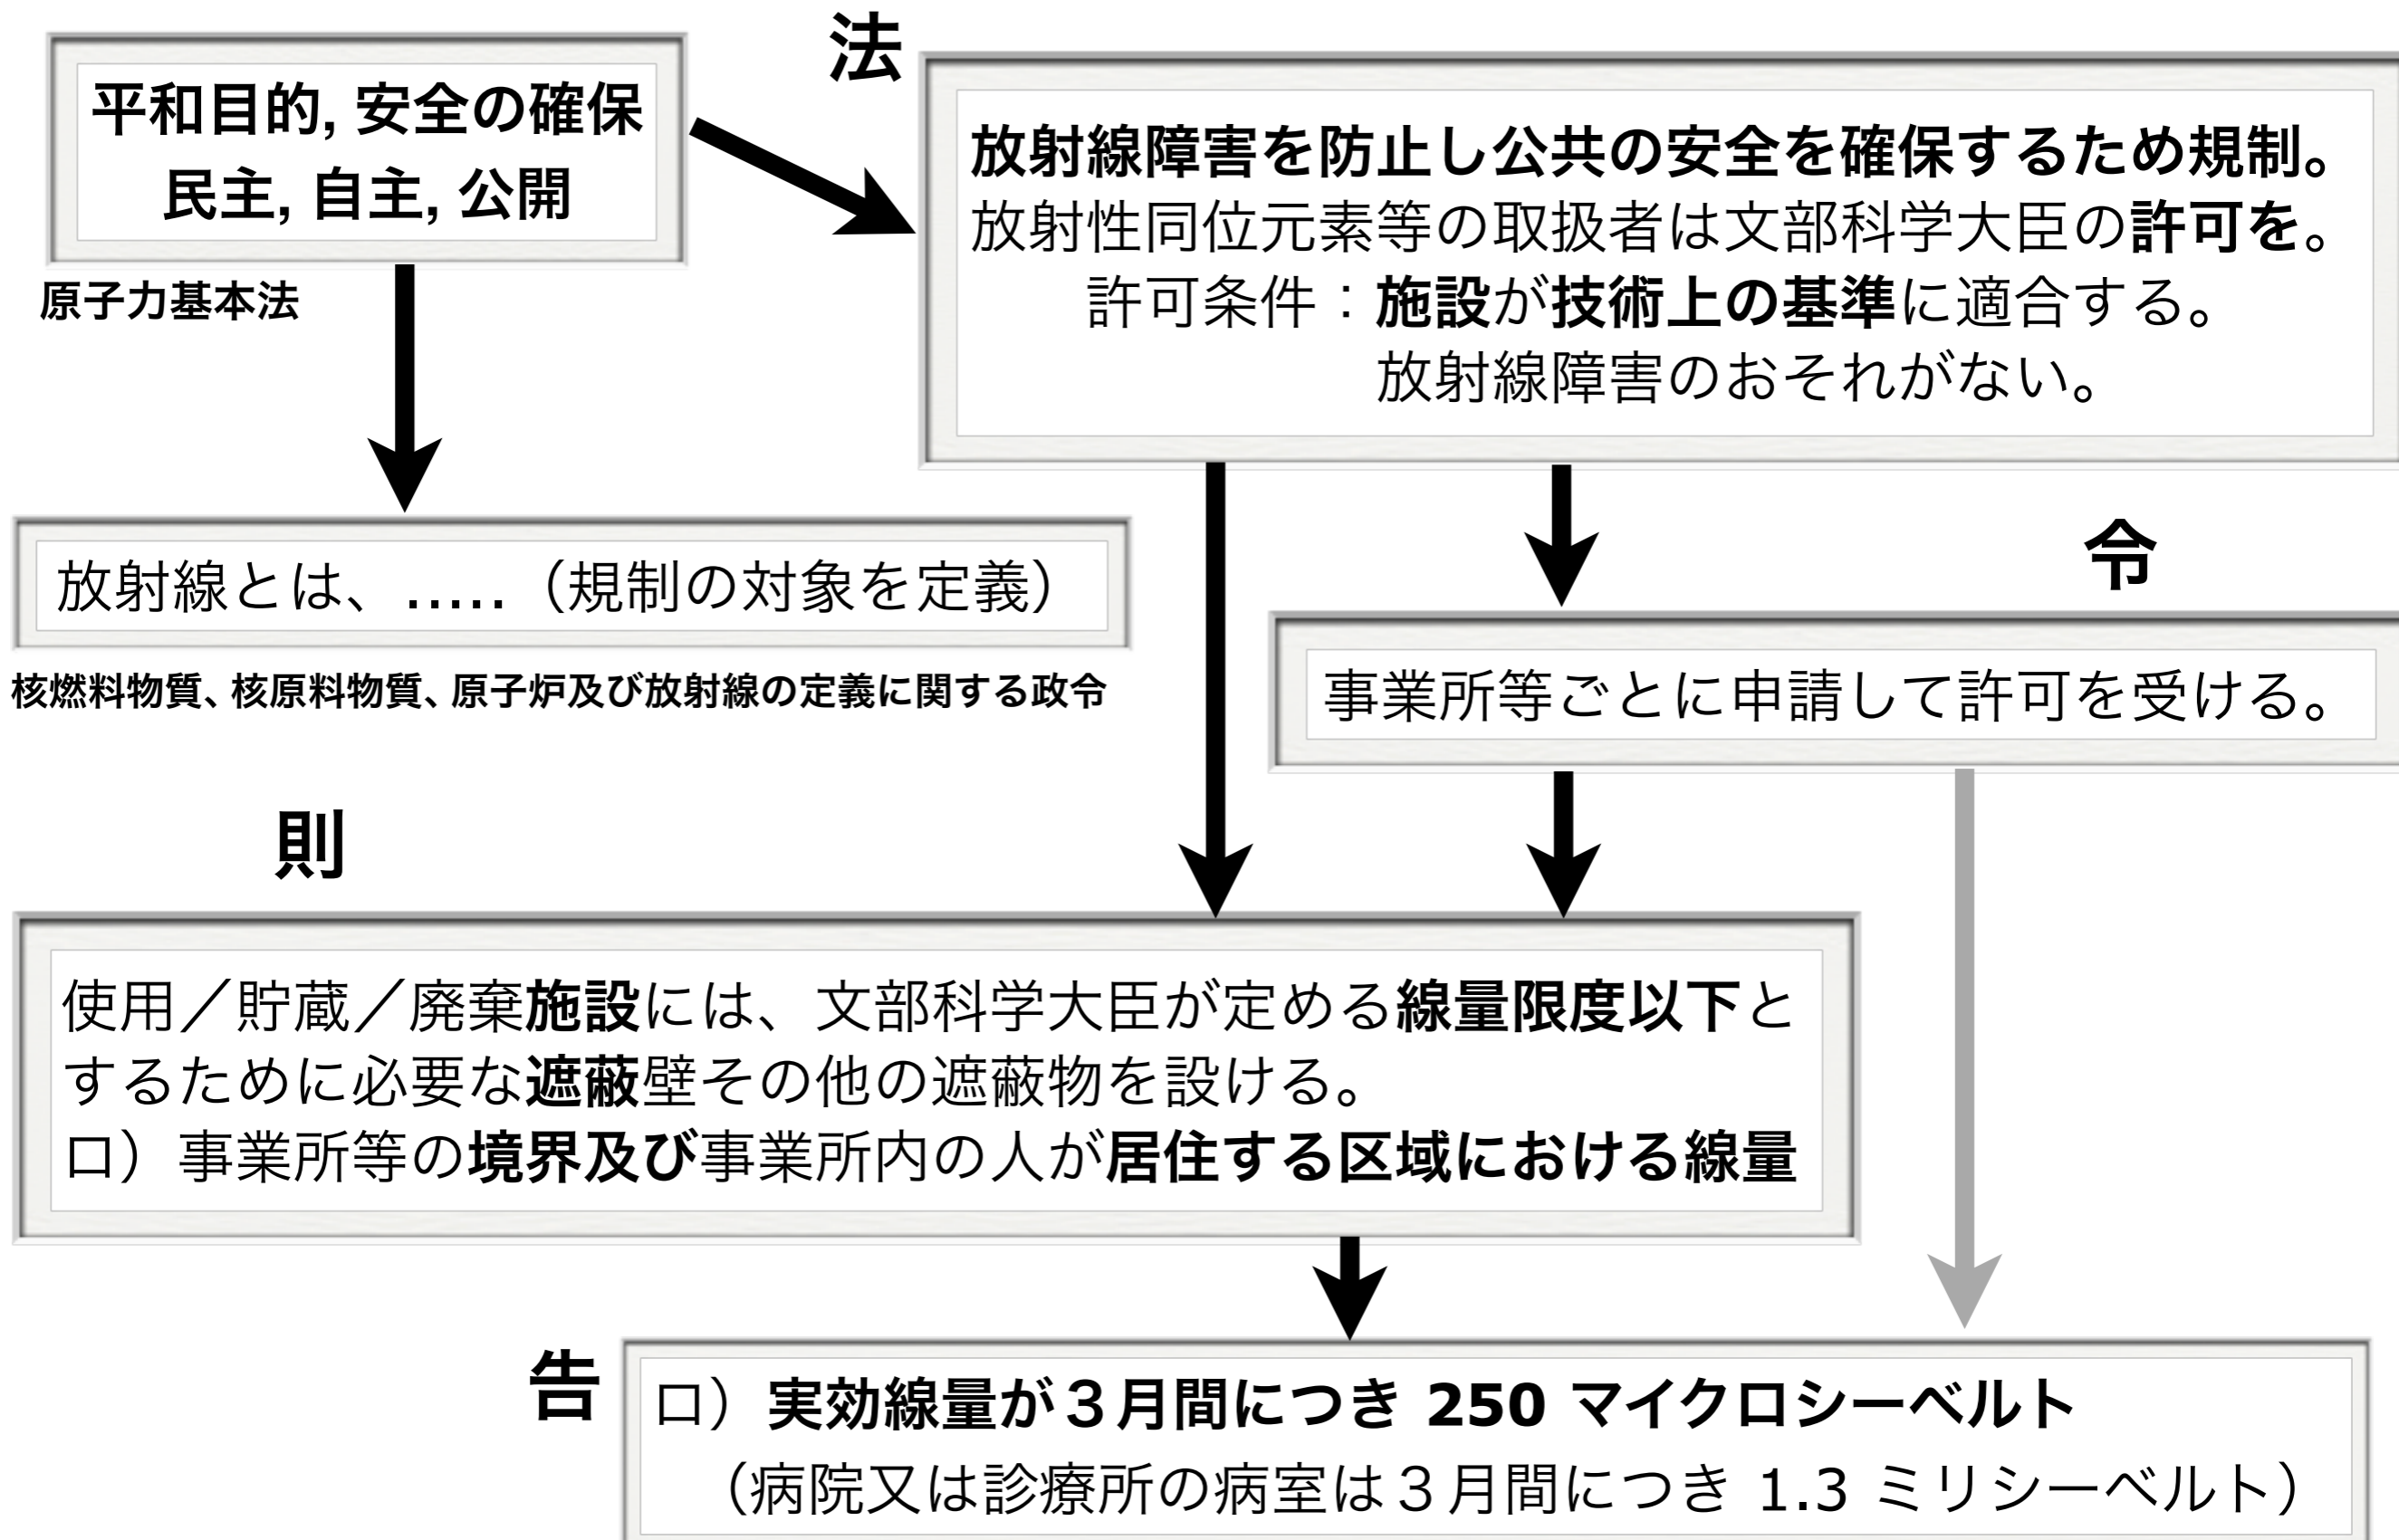 平和目的, 安全の確保
民主, 自主, 公開
原子力基本法
法
放射線障害を防止し公共の安全を確保するため規制。
放射性同位元素等の取扱者は文部科学大臣の許可を。
許可条件：施設が技術上の基準に適合する。
放射線障害のおそれがない。
放射線とは、.....（規制の対象を定義）
核燃料物質、核原料物質、原子炉及び放射線の定義に関する政令
令
事業所等ごとに申請して許可を受ける。
則
使用／貯蔵／廃棄施設には、文部科学大臣が定める線量限度以下と
するために必要な遮蔽壁その他の遮蔽物を設ける。
ロ）事業所等の境界及び事業所内の人が居住する区域における線量
告
ロ）実効線量が３月間につき 250 マイクロシーベルト
（病院又は診療所の病室は３月間につき 1.3 ミリシーベルト）